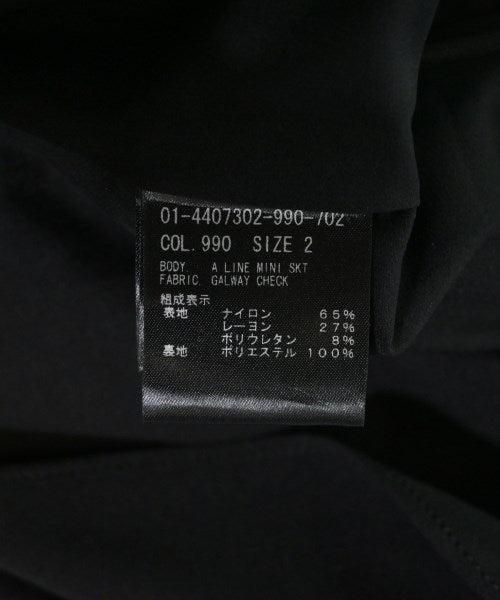 01-4407302-990-702
COL.990 SIZE 2
BODY. A LINE MINI SKT
FABRIC. GALWAY CHECK
組成表示
表地 ナイロン 65%
レーヨン 27%
ポリウレタン 8%
裏地 ポリエステル 100%